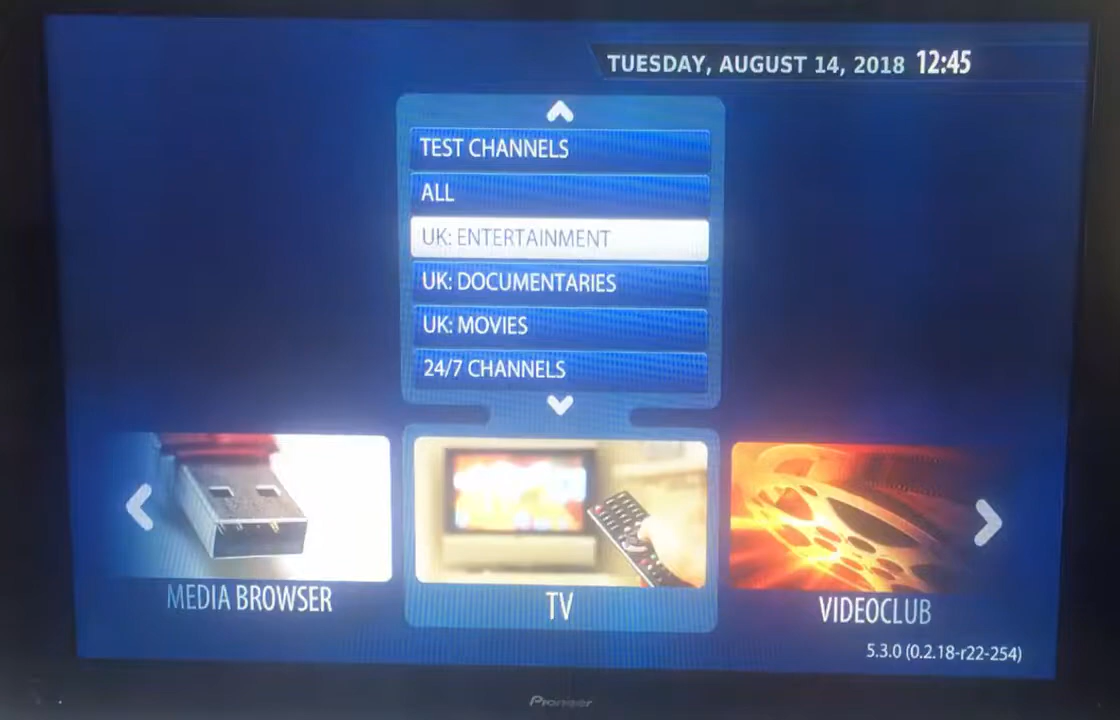 TUESDAY, AUGUST 14, 2018 12:45
TEST CHANNELS
ALL
UK: ENTERTAINMENT
UK: DOCUMENTARIES
UK: MOVIES
24/7 CHANNELS
MEDIA BROWSER
TV
VIDEOCLUB
5.3.0 (0.2.18-r22-254)
Pioneer